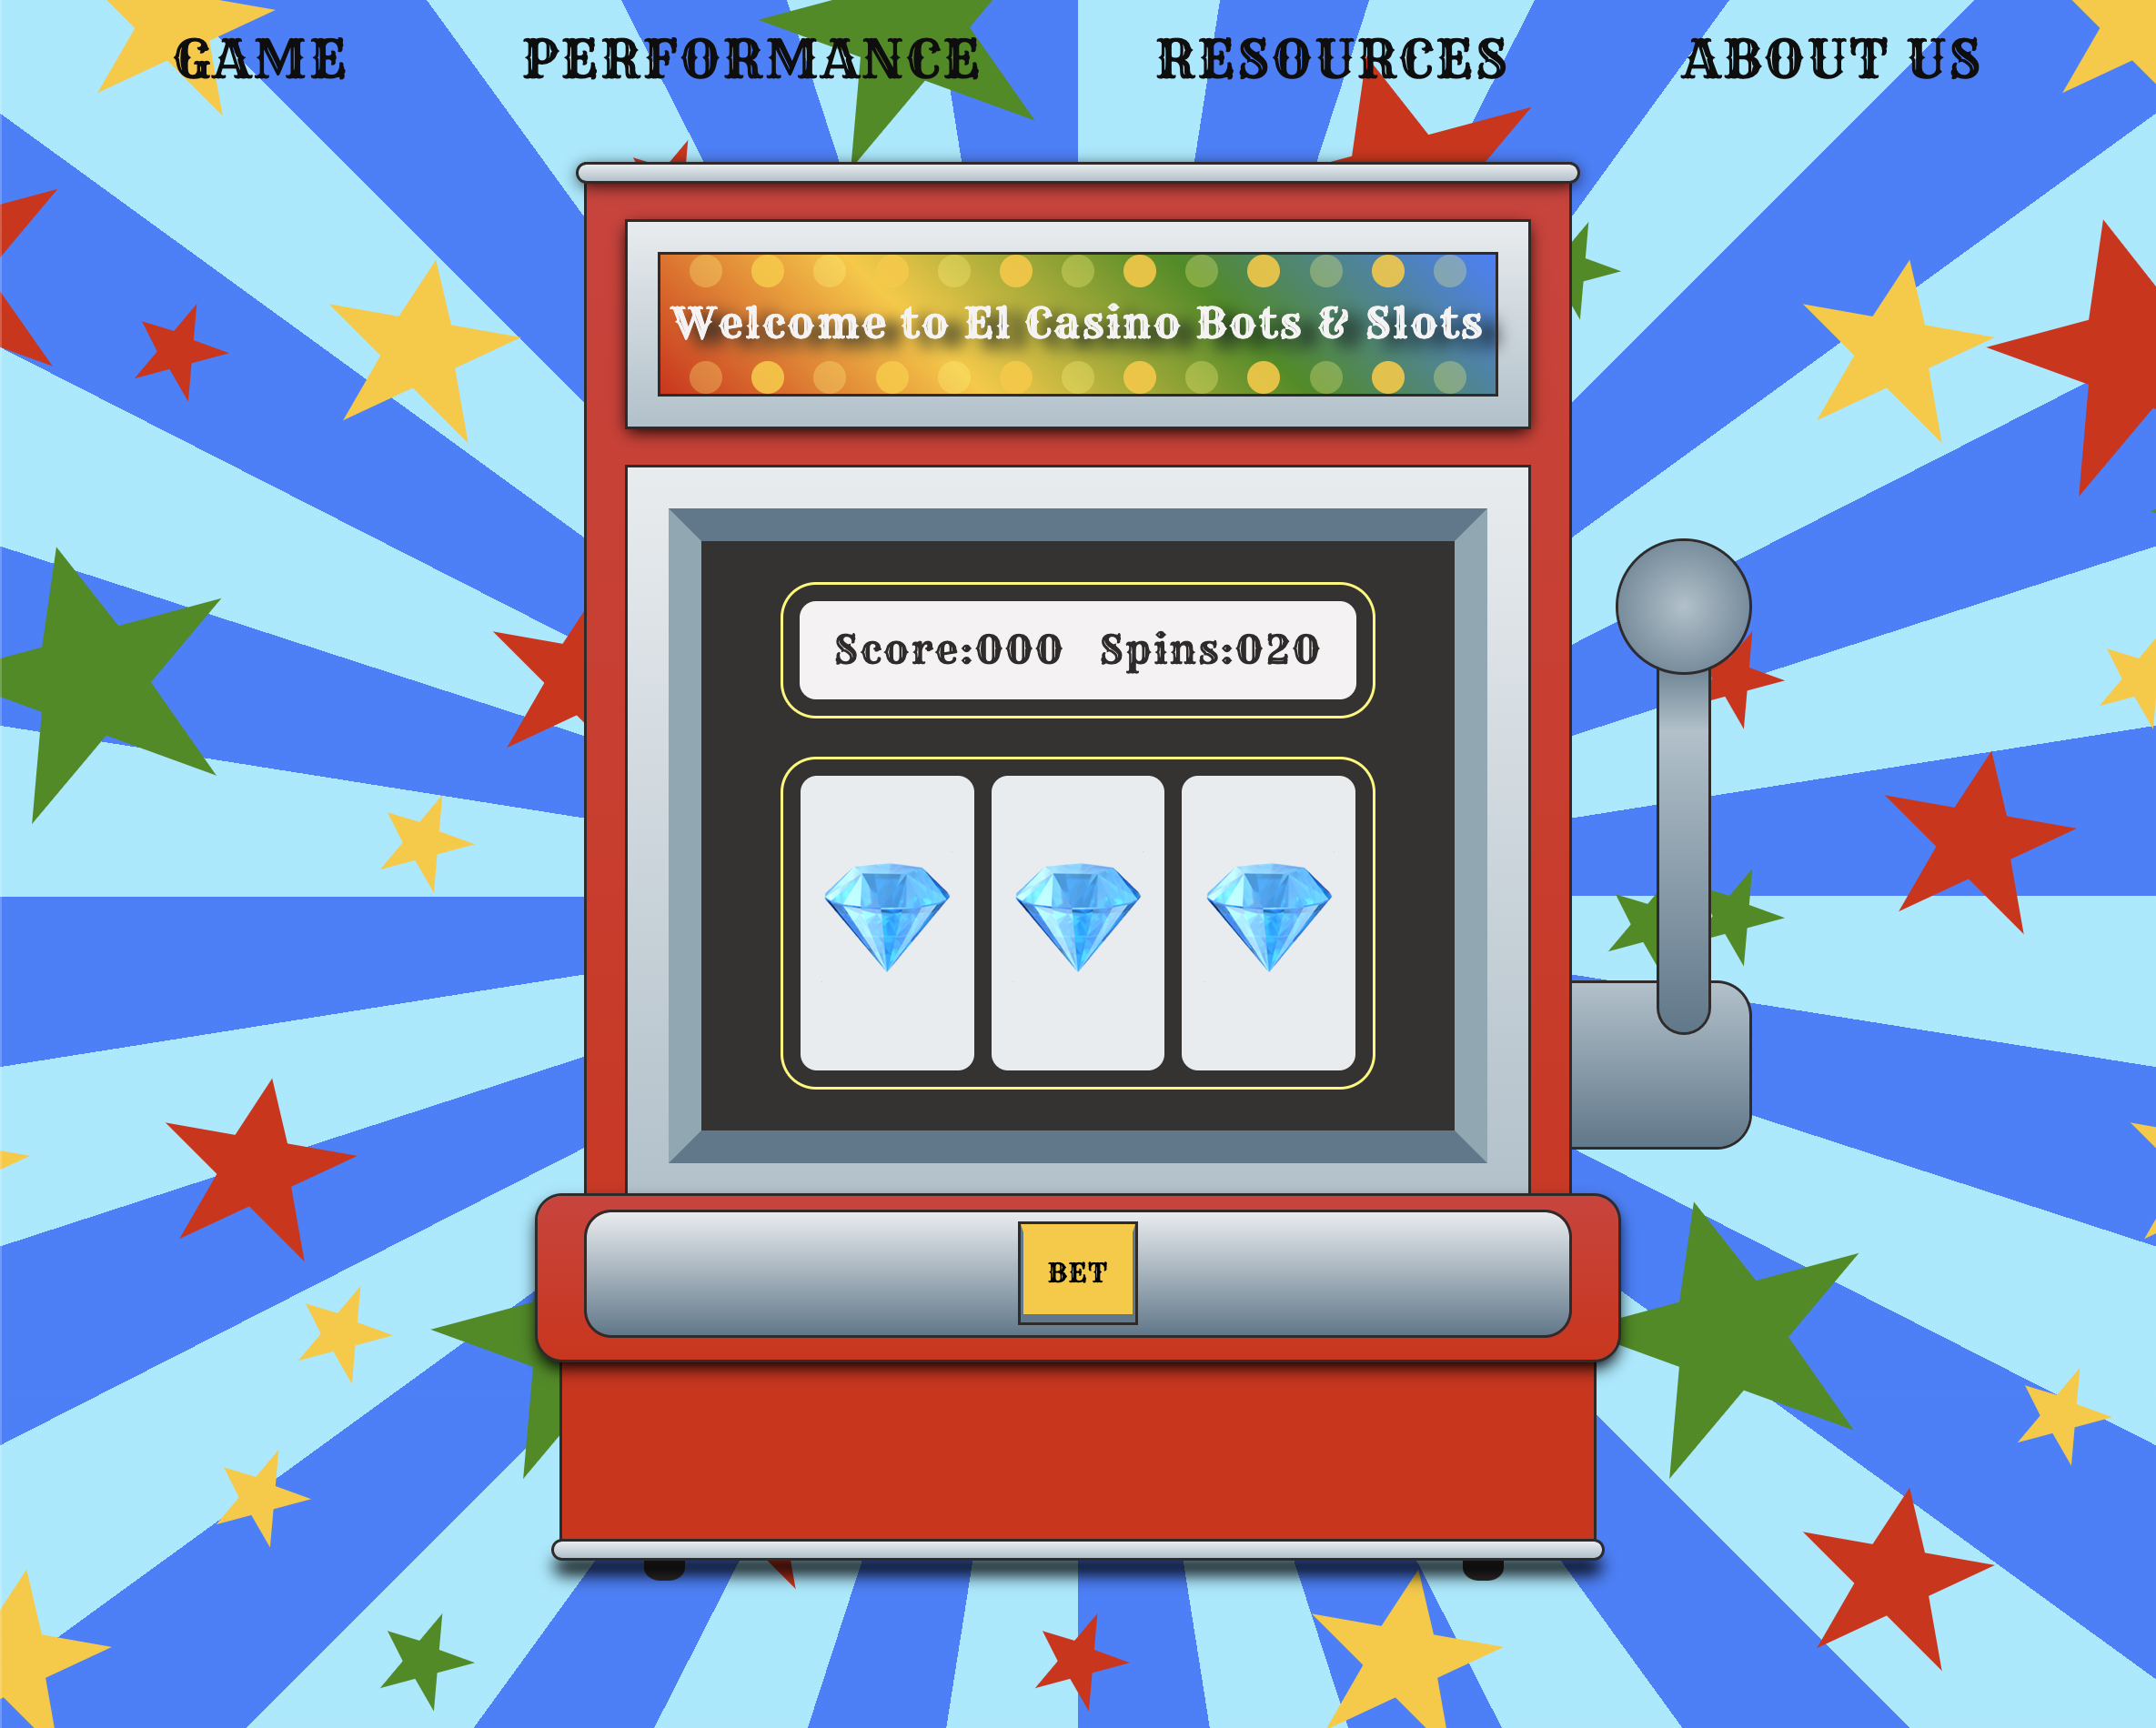 GAME PERFORMANCE RESOURCES ABOUT US
Welcome to El Casino Bots & Slots
Score:000 Spins:020
BET